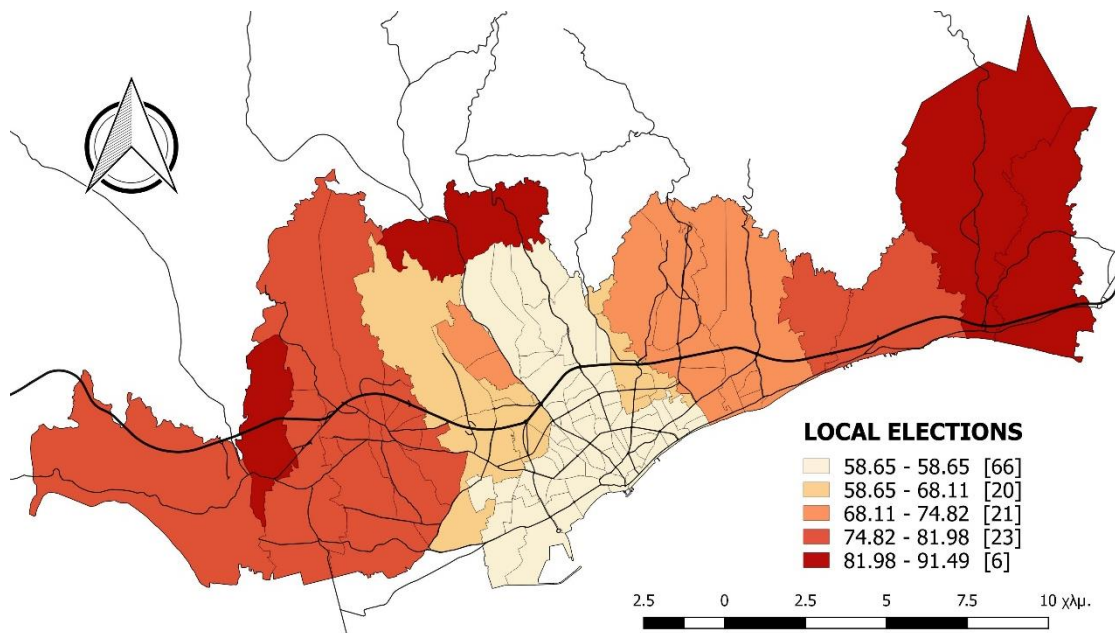 LOCAL ELECTIONS
58.65 - 58.65 [66]
58.65 - 68.11 [20]
68.11 - 74.82 [21]
74.82 - 81.98 [23]
81.98 - 91.49 [6]
2.5 0 2.5 5 7.5 10 χλμ.